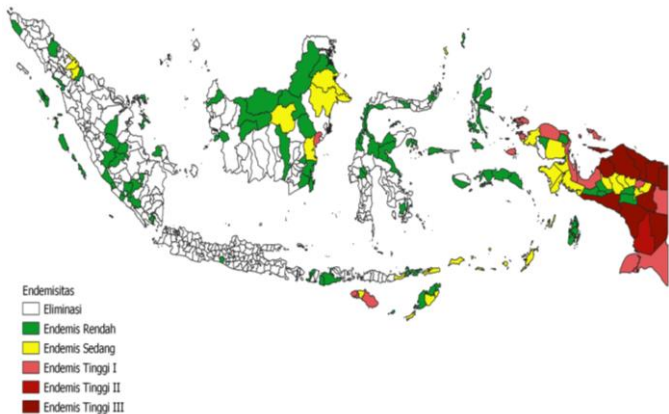 Endemisitas
Eliminasi
Endemis Rendah
Endemis Sedang
Endemis Tinggi I
Endemis Tinggi II
Endemis Tinggi III